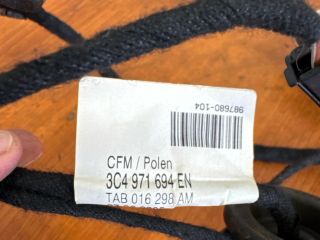 987680-104
CFM / Polen
3C4 971 694 EN
TAB 016 298 AM